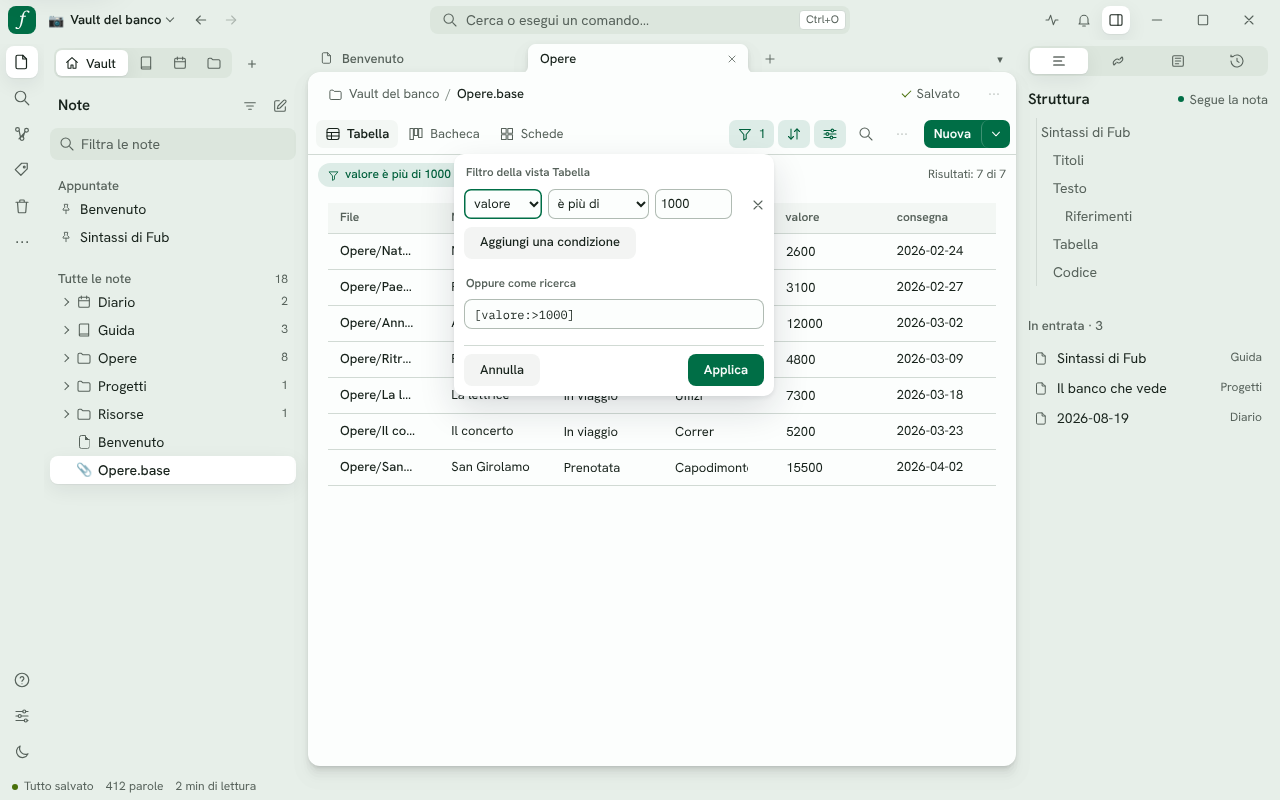 Vault del banco
Cerca o esegui un comando…
Ctrl+O
Vault
Note
Filtra le note
Appuntate
Benvenuto
Sintassi di Fub
Tutte le note 18
Diario 2
Guida 3
Opere 8
Progetti 1
Risorse 1
Benvenuto
Opere.base
Benvenuto
Opere
Vault del banco / Opere.base
Salvato
Tabella
Bacheca
Schede
1
Nuova
valore è più di 1000
Risultati: 7 di 7
Filtro della vista Tabella
valore
è più di
1000
Aggiungi una condizione
Oppure come ricerca
[valore:>1000]
Annulla
Applica
File valore consegna
Opere/Nat… 2600 2026-02-24
Opere/Pae… 3100 2026-02-27
Opere/Ann… 12000 2026-03-02
Opere/Ritr… 4800 2026-03-09
Opere/La l… La lettrice In viaggio Uffizi 7300 2026-03-18
Opere/Il co… Il concerto In viaggio Correr 5200 2026-03-23
Opere/San… San Girolamo Prenotata Capodimonte 15500 2026-04-02
Struttura
Segue la nota
Sintassi di Fub
Titoli
Testo
Riferimenti
Tabella
Codice
In entrata · 3
Sintassi di Fub Guida
Il banco che vede Progetti
2026-08-19 Diario
Tutto salvato 412 parole 2 min di lettura